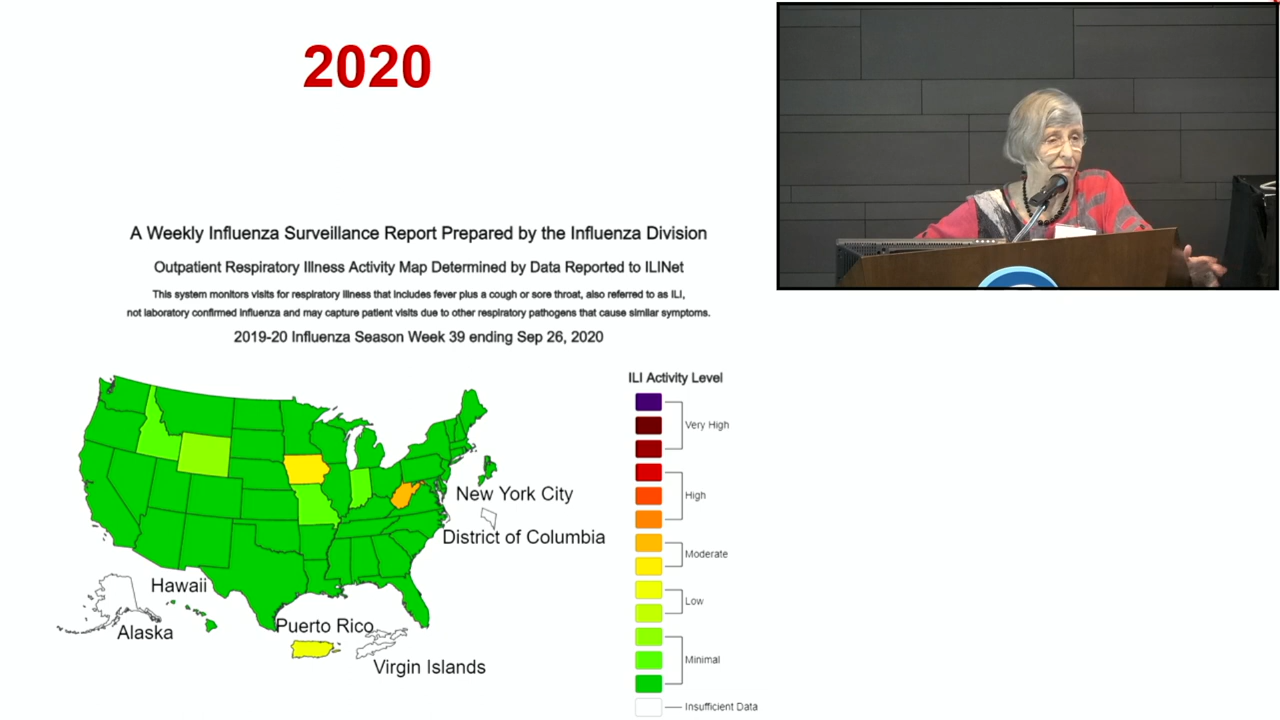 2020
A Weekly Influenza Surveillance Report Prepared by the Influenza Division
Outpatient Respiratory Illness Activity Map Determined by Data Reported to ILINet
This system monitors visits for respiratory illness that includes fever plus a cough or sore throat, also referred to as ILI,
not laboratory confirmed influenza and may capture patient visits due to other respiratory pathogens that cause similar symptoms.
2019-20 Influenza Season Week 39 ending Sep 26, 2020
New York City
District of Columbia
Hawaii
Alaska
Puerto Rico
Virgin Islands
ILI Activity Level
Very High
High
Moderate
Low
Minimal
Insufficient Data